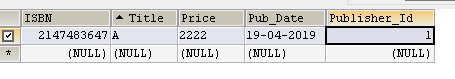 ISBN Title Price Pub_Date Publisher_Id
2147483647 A 2222 19-04-2019 1
* (NULL) (NULL) (NULL) (NULL) (NULL)